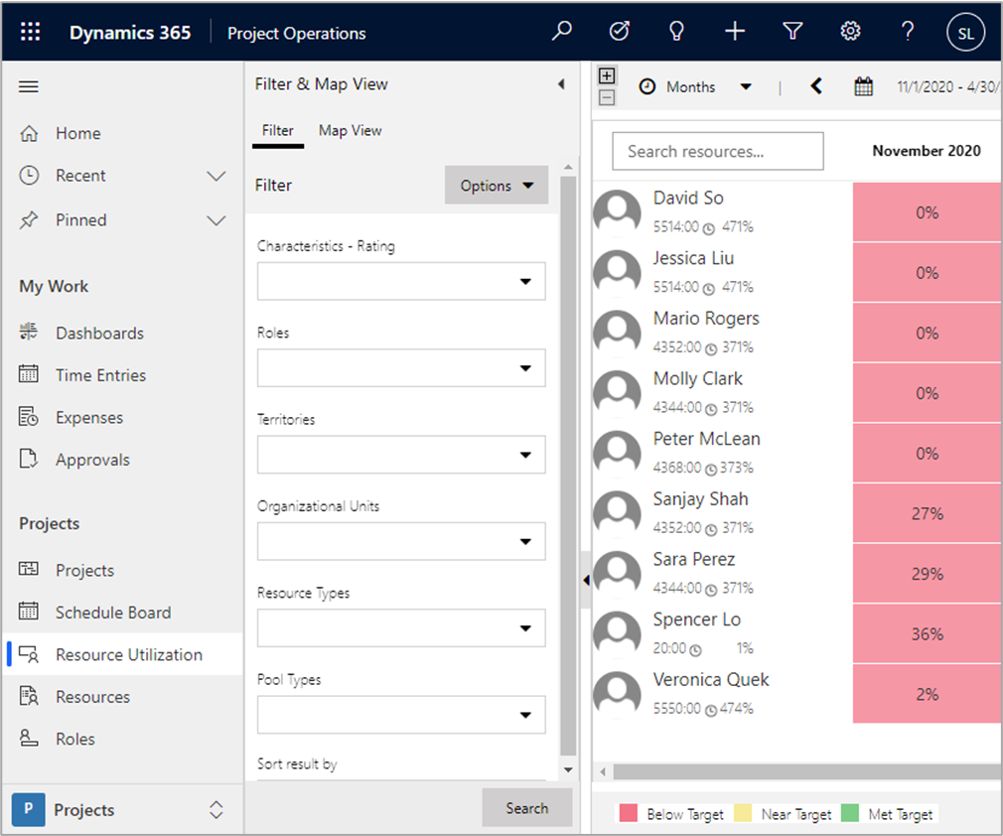 Dynamics 365
Project Operations
SL
Home
Recent
Pinned
My Work
Dashboards
Time Entries
Expenses
Approvals
Projects
Projects
Schedule Board
Resource Utilization
Resources
Roles
P Projects
Filter & Map View
Filter Map View
Filter
Options
Characteristics - Rating
Roles
Territories
Organizational Units
Resource Types
Pool Types
Sort result by
Search
Months
11/1/2020 - 4/30/
Search resources...
November 2020
David So
5514:00 471%
0%
Jessica Liu
5514:00 471%
0%
Mario Rogers
4352:00 371%
0%
Molly Clark
4344:00 371%
0%
Peter McLean
4368:00 373%
0%
Sanjay Shah
4352:00 371%
27%
Sara Perez
4344:00 371%
29%
Spencer Lo
20:00 1%
36%
Veronica Quek
5550:00 474%
2%
Below Target Near Target Met Target